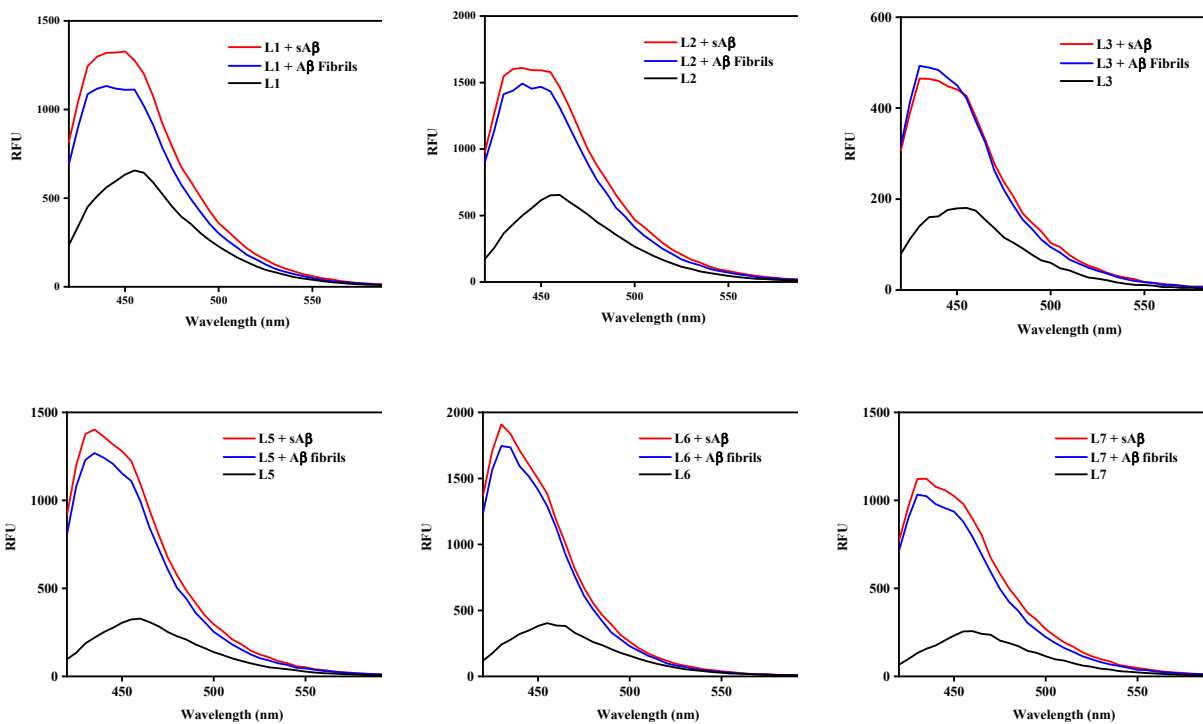 1500
1000
500
0
RFU
L1 + sAβ
L1 + Aβ Fibrils
L1
450 500 550
Wavelength (nm)
2000
1500
1000
500
0
RFU
L2 + sAβ
L2 + Aβ Fibrils
L2
450 500 550
Wavelength (nm)
600
400
200
0
RFU
L3 + sAβ
L3 + Aβ Fibrils
L3
450 500 550
Wavelength (nm)
1500
1000
500
0
RFU
L5 + sAβ
L5 + Aβ fibrils
L5
450 500 550
Wavelength (nm)
2000
1500
1000
500
0
RFU
L6 + sAβ
L6 + Aβ fibrils
L6
450 500 550
Wavelength (nm)
1500
1000
500
0
RFU
L7 + sAβ
L7 + Aβ fibrils
L7
450 500 550
Wavelength (nm)